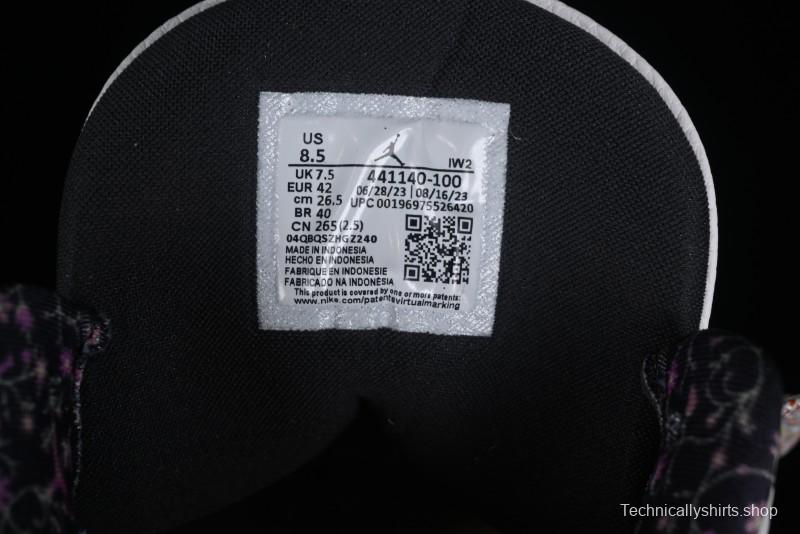 US
8.5
IW2
UK 7.5
441140-100
EUR 42
06/28/23 | 08/16/23
cm 26.5
UPC 00196975526420
BR 40
CN 265(2.5)
04QBQSZHGZ240
MADE IN INDONESIA
HECHO EN INDONESIA
FABRIQUE EN INDONESIE
FABRICADO NA INDONESIA
This product is covered by one or more patents:
www.nike.com/patentsvirtualmarking
Technicallyshirts.shop